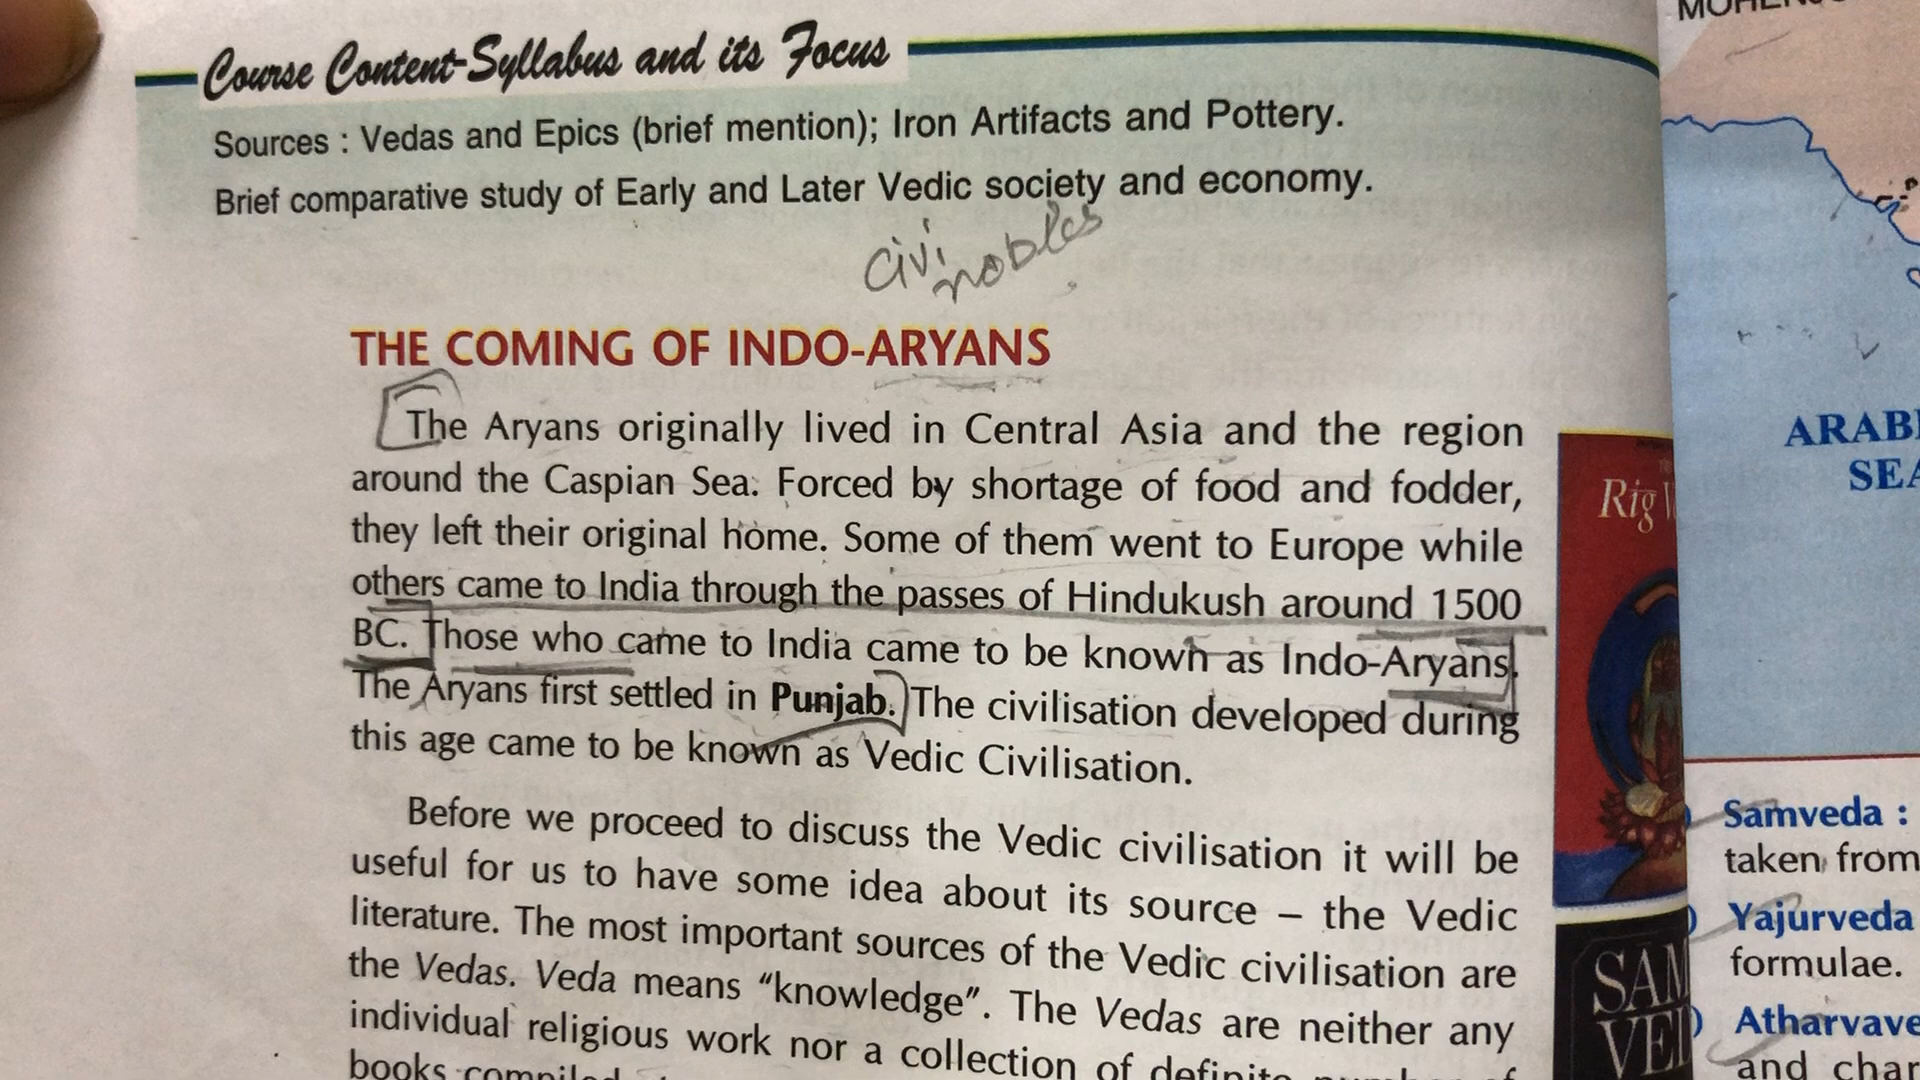 Course Content-Syllabus and its Focus
Sources : Vedas and Epics (brief mention); Iron Artifacts and Pottery.
Brief comparative study of Early and Later Vedic society and economy.
civi
nobles
THE COMING OF INDO-ARYANS
The Aryans originally lived in Central Asia and the region
around the Caspian Sea. Forced by shortage of food and fodder,
they left their original home. Some of them went to Europe while
others came to India through the passes of Hindukush around 1500
BC. Those who came to India came to be known as Indo-Aryans.
The Aryans first settled in Punjab. The civilisation developed during
this age came to be known as Vedic Civilisation.
Before we proceed to discuss the Vedic civilisation it will be
useful for us to have some idea about its source – the Vedic
literature. The most important sources of the Vedic civilisation are
the Vedas. Veda means “knowledge”. The Vedas are neither any
individual religious work nor a collection of definite number of
books
Rig
SAM
VED
ARAB
SEA
Samveda :
taken from
Yajurveda
formulae.
Atharvave
and char